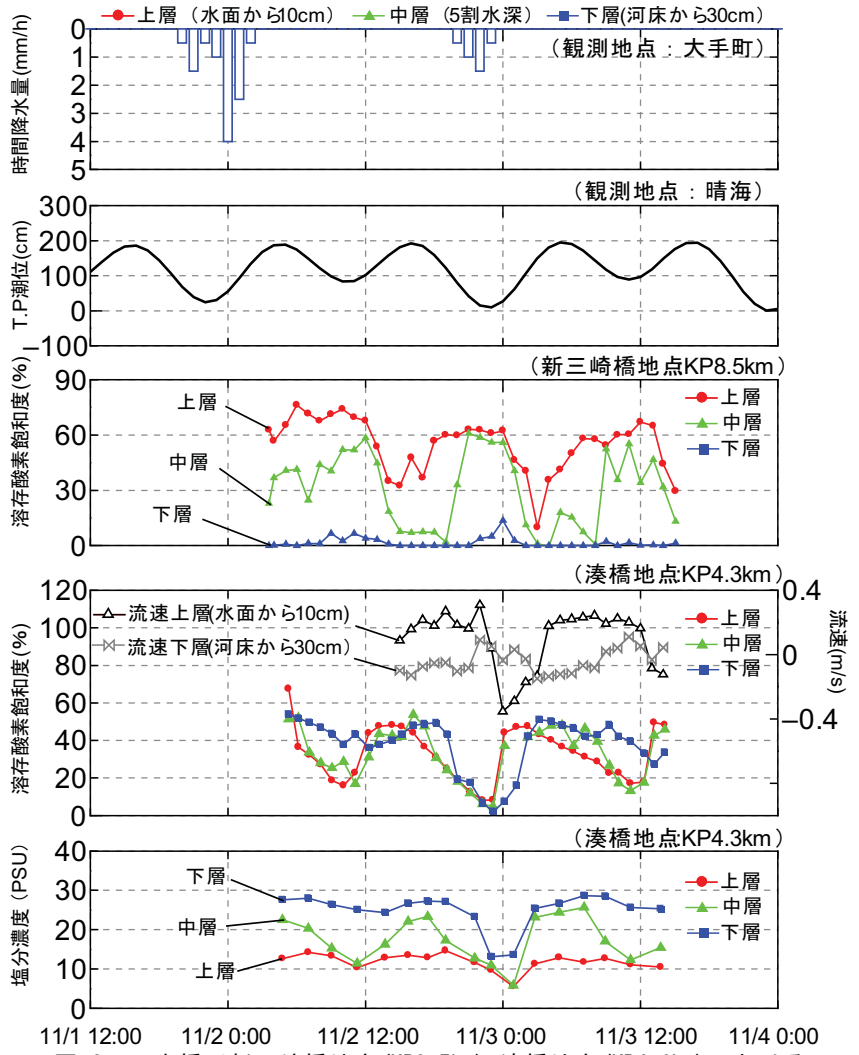 上層（水面から10cm） 中層（5割水深） 下層(河床から30cm)
時間降水量(mm/h)
0
1
2
3
4
5
（観測地点：大手町）
T.P潮位(cm)
300
200
100
0
−100
（観測地点：晴海）
溶存酸素飽和度(%)
90
60
30
0
（新三崎橋地点KP8.5km）
上層
中層
下層
上層
中層
下層
溶存酸素飽和度(%)
120
100
80
60
40
20
0
（湊橋地点KP4.3km）
流速上層(水面から10cm)
流速下層(河床から30cm）
上層
中層
下層
0.4
0
−0.4
流速(m/s)
塩分濃度（PSU）
40
30
20
10
0
（湊橋地点KP4.3km）
下層
中層
上層
上層
中層
下層
11/1 12:00 11/2 0:00 11/2 12:00 11/3 0:00 11/3 12:00 11/4 0:00